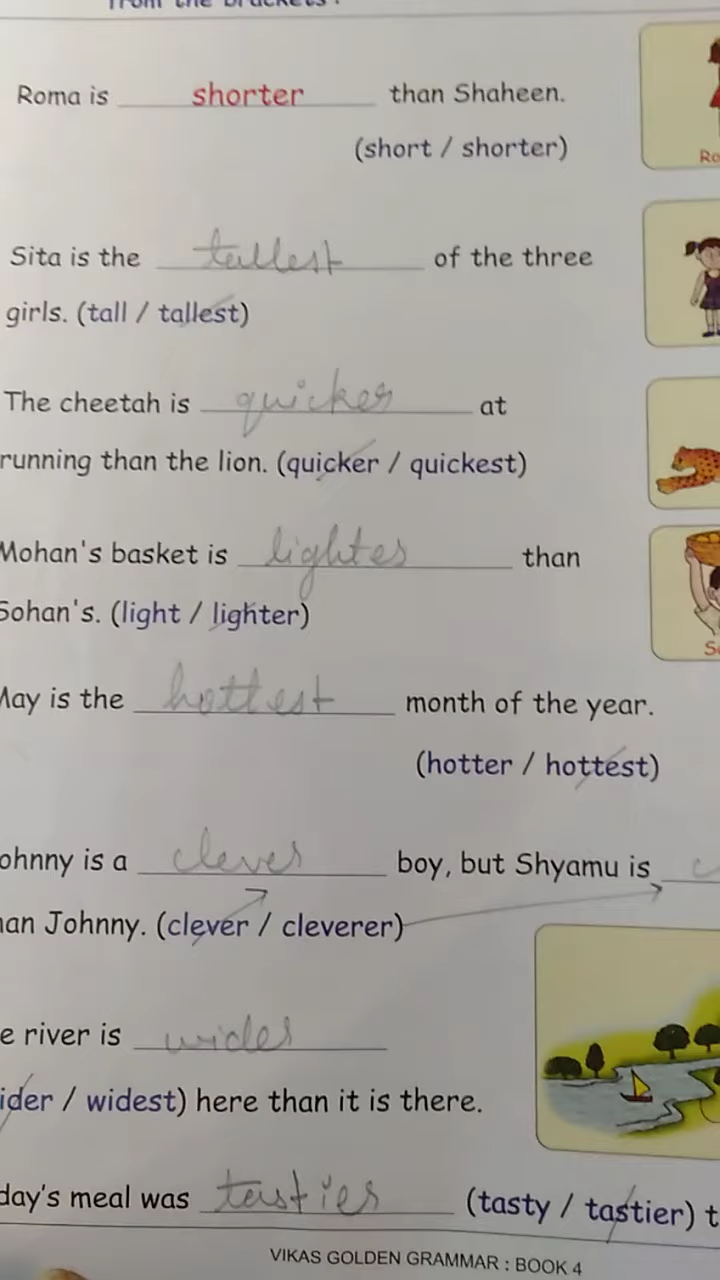 from the brackets.
Roma is shorter than Shaheen.
(short / shorter)
Ro
Sita is the tallest of the three
girls. (tall / tallest)
The cheetah is quicker at
running than the lion. (quicker / quickest)
Mohan's basket is lighter than
Sohan's. (light / lighter)
S
May is the hottest month of the year.
(hotter / hottest)
ohnny is a clever boy, but Shyamu is
an Johnny. (clever / cleverer)
e river is wider
ider / widest) here than it is there.
day's meal was tastier (tasty / tastier) t
VIKAS GOLDEN GRAMMAR : BOOK 4